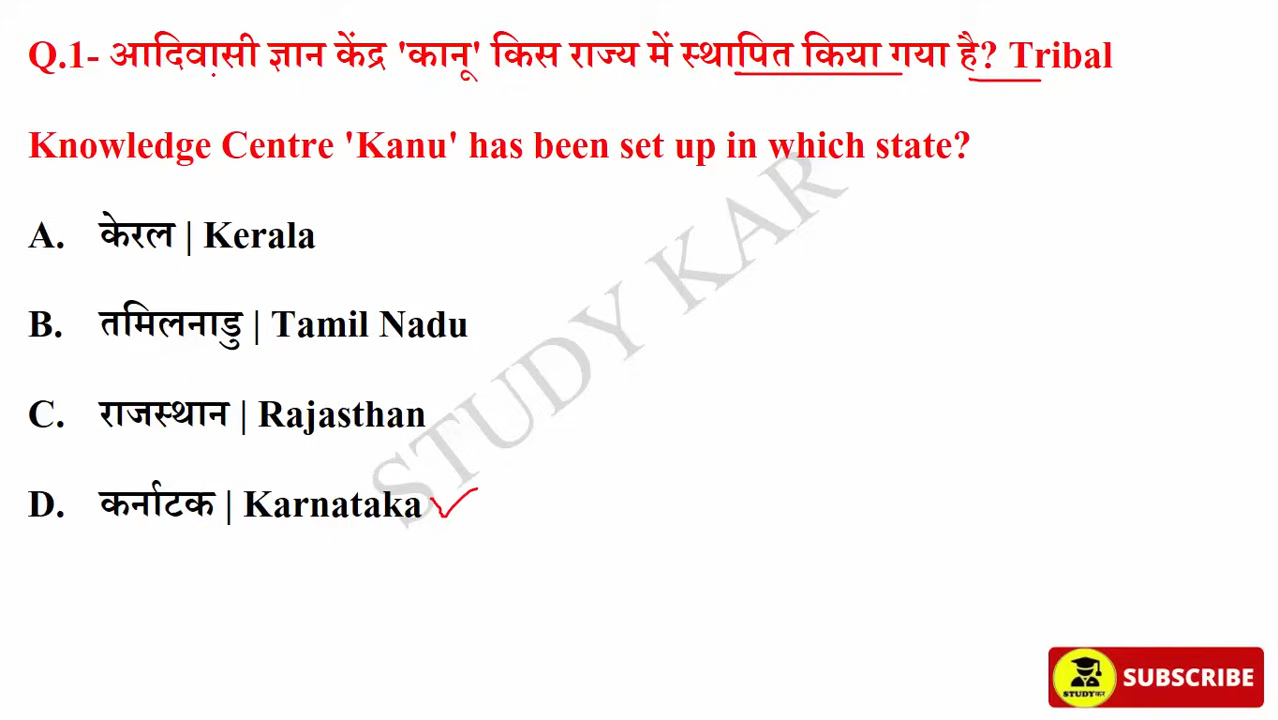 Q.1- आदिवासी ज्ञान केंद्र 'कानू' किस राज्य में स्थापित किया गया है? Tribal
Knowledge Centre 'Kanu' has been set up in which state?
A. केरल | Kerala
B. तमिलनाडु | Tamil Nadu
C. राजस्थान | Rajasthan
D. कर्नाटक | Karnataka
STUDY KAR
STUDYकर
SUBSCRIBE